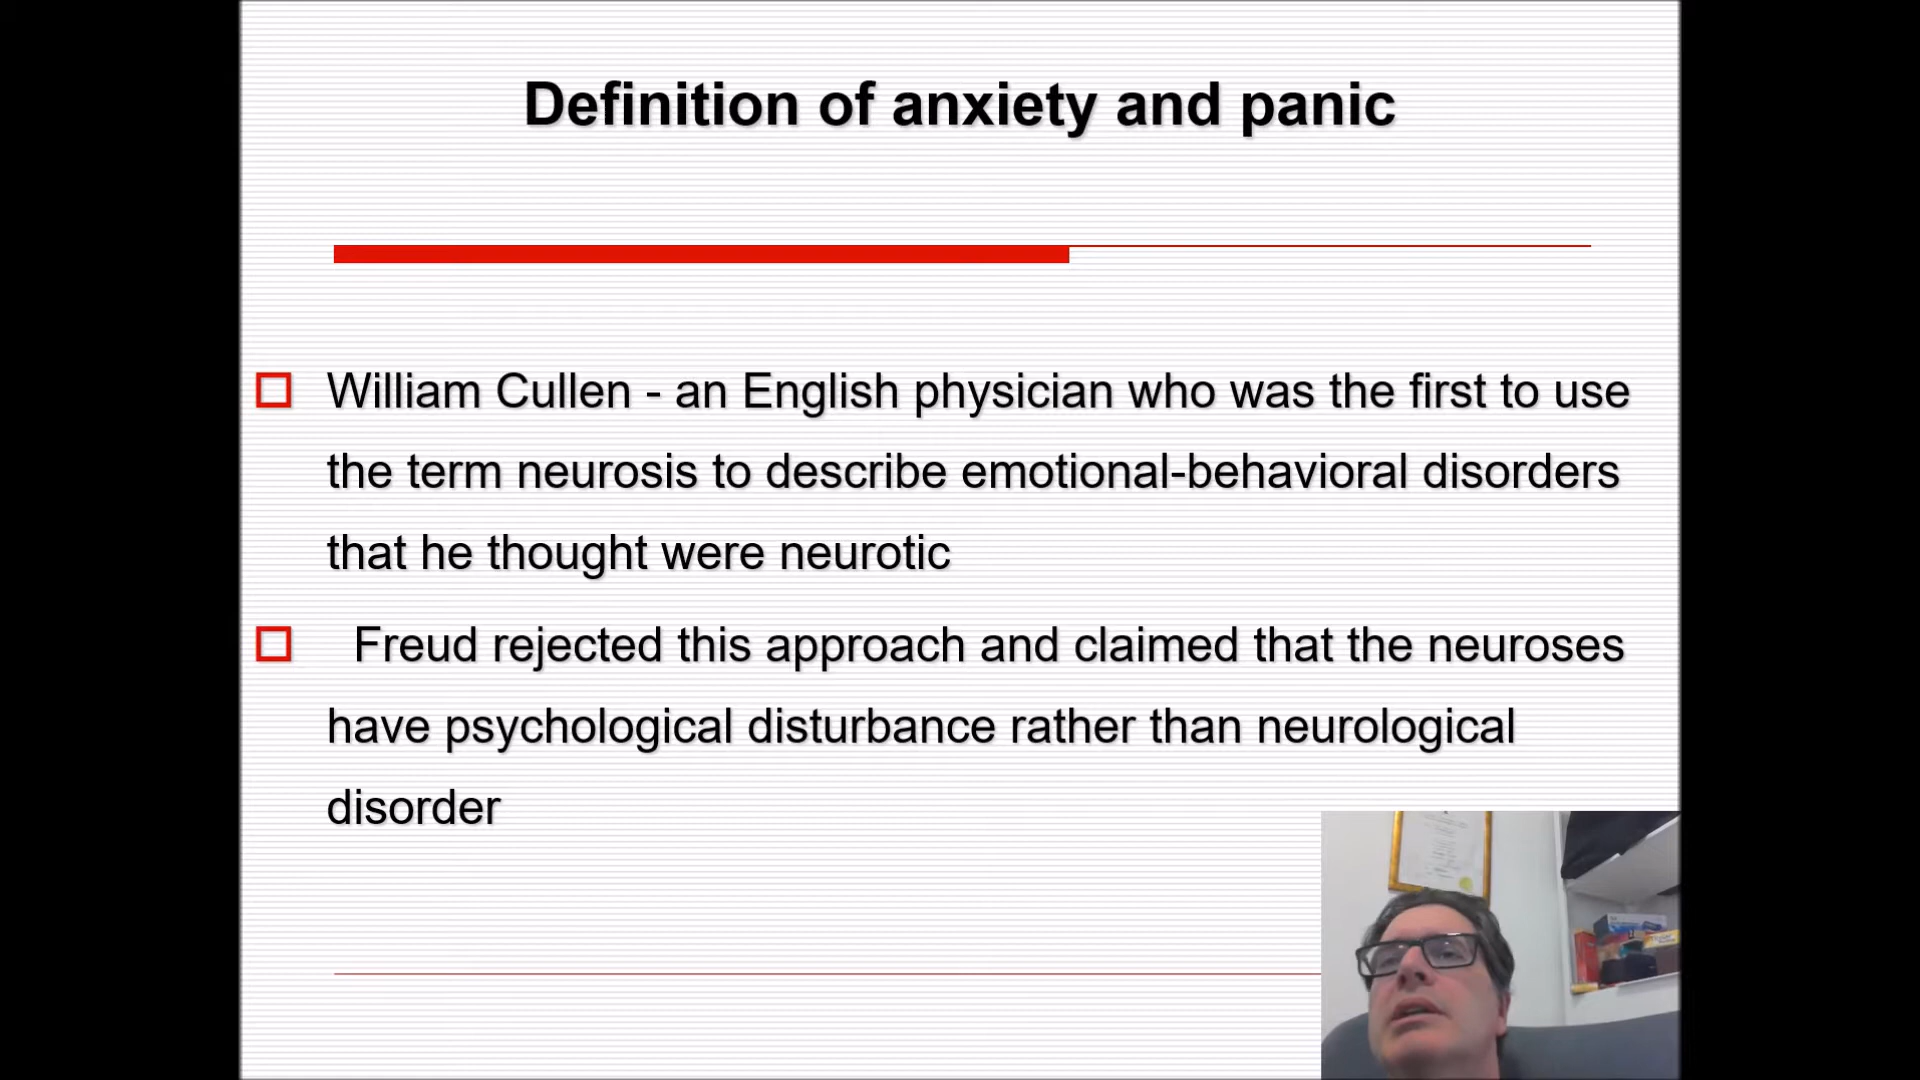 Definition of anxiety and panic
William Cullen - an English physician who was the first to use
the term neurosis to describe emotional-behavioral disorders
that he thought were neurotic
Freud rejected this approach and claimed that the neuroses
have psychological disturbance rather than neurological
disorder